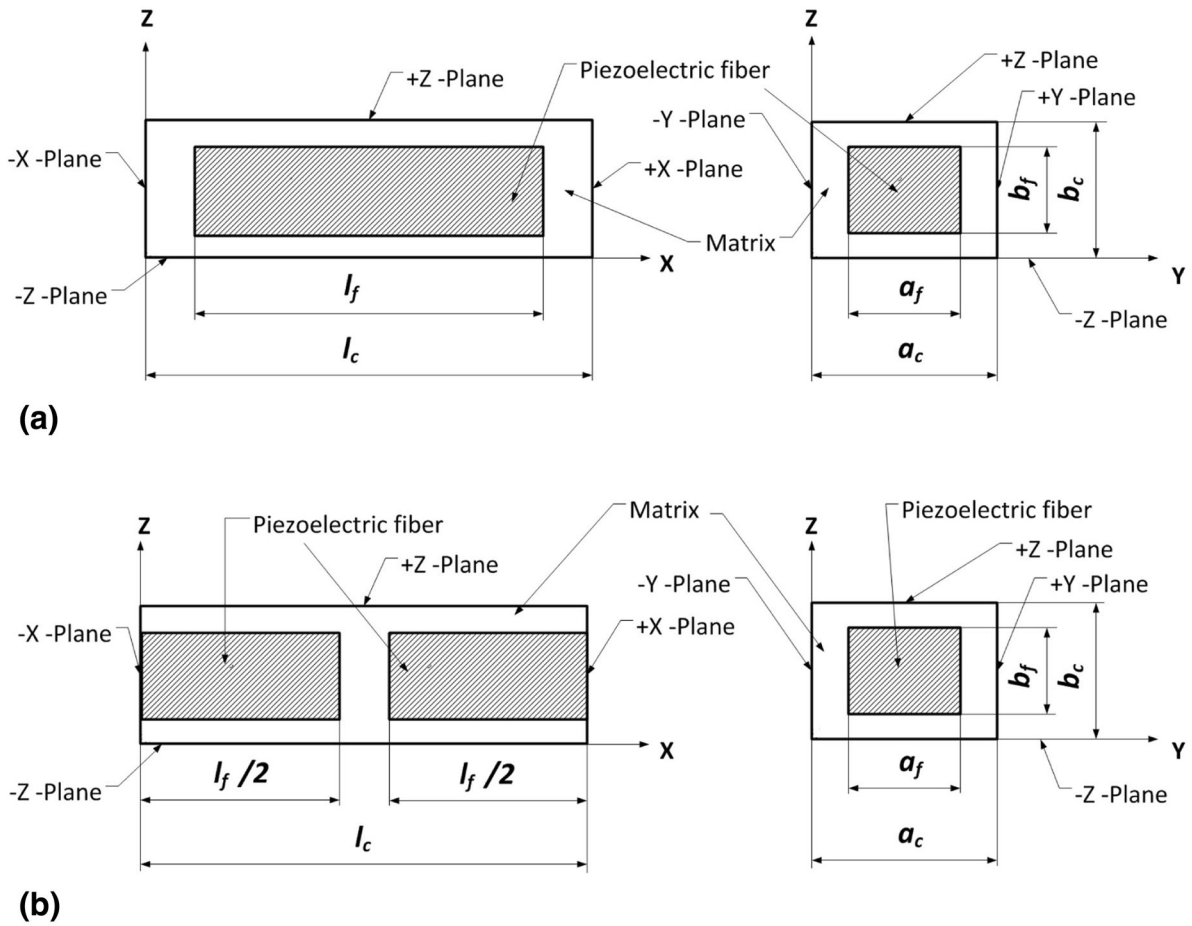 Z
+Z -Plane
Piezoelectric fiber
-X -Plane
+X -Plane
Matrix
X
-Z -Plane
l_f
l_c
Z
+Z -Plane
-Y -Plane
+Y -Plane
b_f
b_c
Y
a_f
-Z -Plane
a_c
(a)
Z
Piezoelectric fiber
Matrix
+Z -Plane
-X -Plane
+X -Plane
X
-Z -Plane
l_f /2
l_f /2
l_c
Z
Piezoelectric fiber
+Z -Plane
-Y -Plane
+Y -Plane
b_f
b_c
Y
a_f
-Z -Plane
a_c
(b)